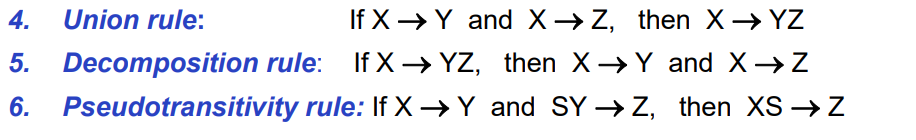 4. Union rule: If X → Y and X → Z, then X → YZ
5. Decomposition rule: If X → YZ, then X → Y and X → Z
6. Pseudotransitivity rule: If X → Y and SY → Z, then XS → Z